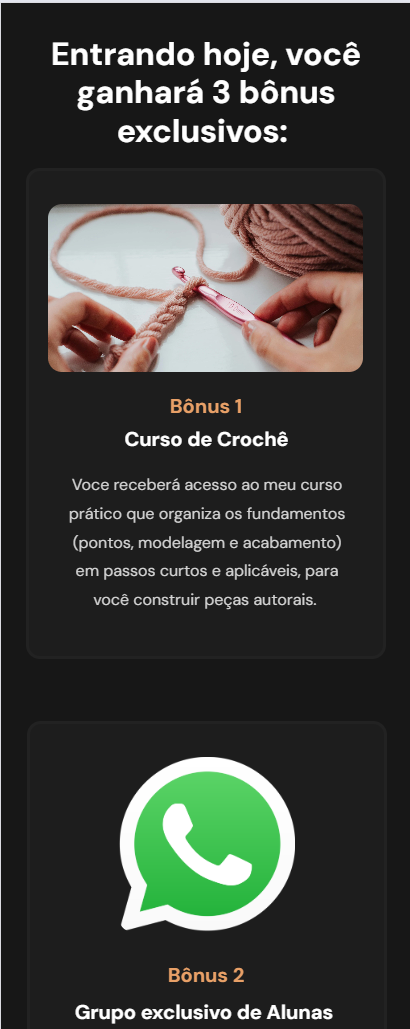 Entrando hoje, você
ganhará 3 bônus
exclusivos:
Bônus 1
Curso de Crochê
Voce receberá acesso ao meu curso
prático que organiza os fundamentos
(pontos, modelagem e acabamento)
em passos curtos e aplicáveis, para
você construir peças autorais.
Bônus 2
Grupo exclusivo de Alunas